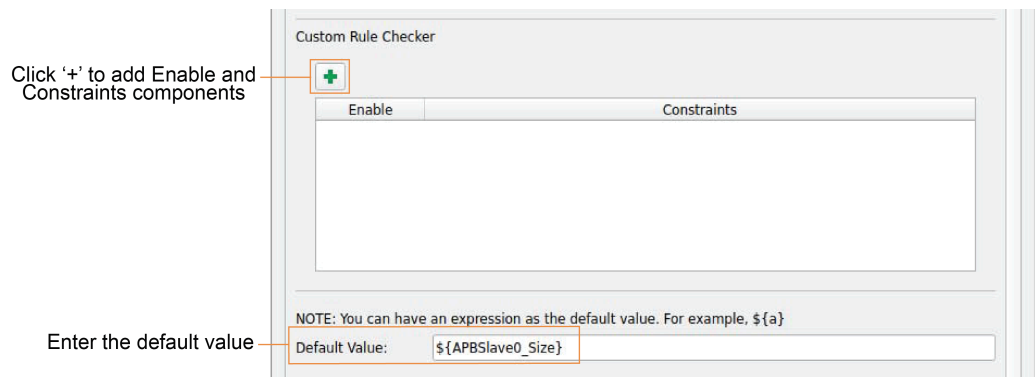 Custom Rule Checker
Click ‘+’ to add Enable and
Constraints components
Enable Constraints
NOTE: You can have an expression as the default value. For example, ${a}
Enter the default value
Default Value: ${APBSlave0_Size}